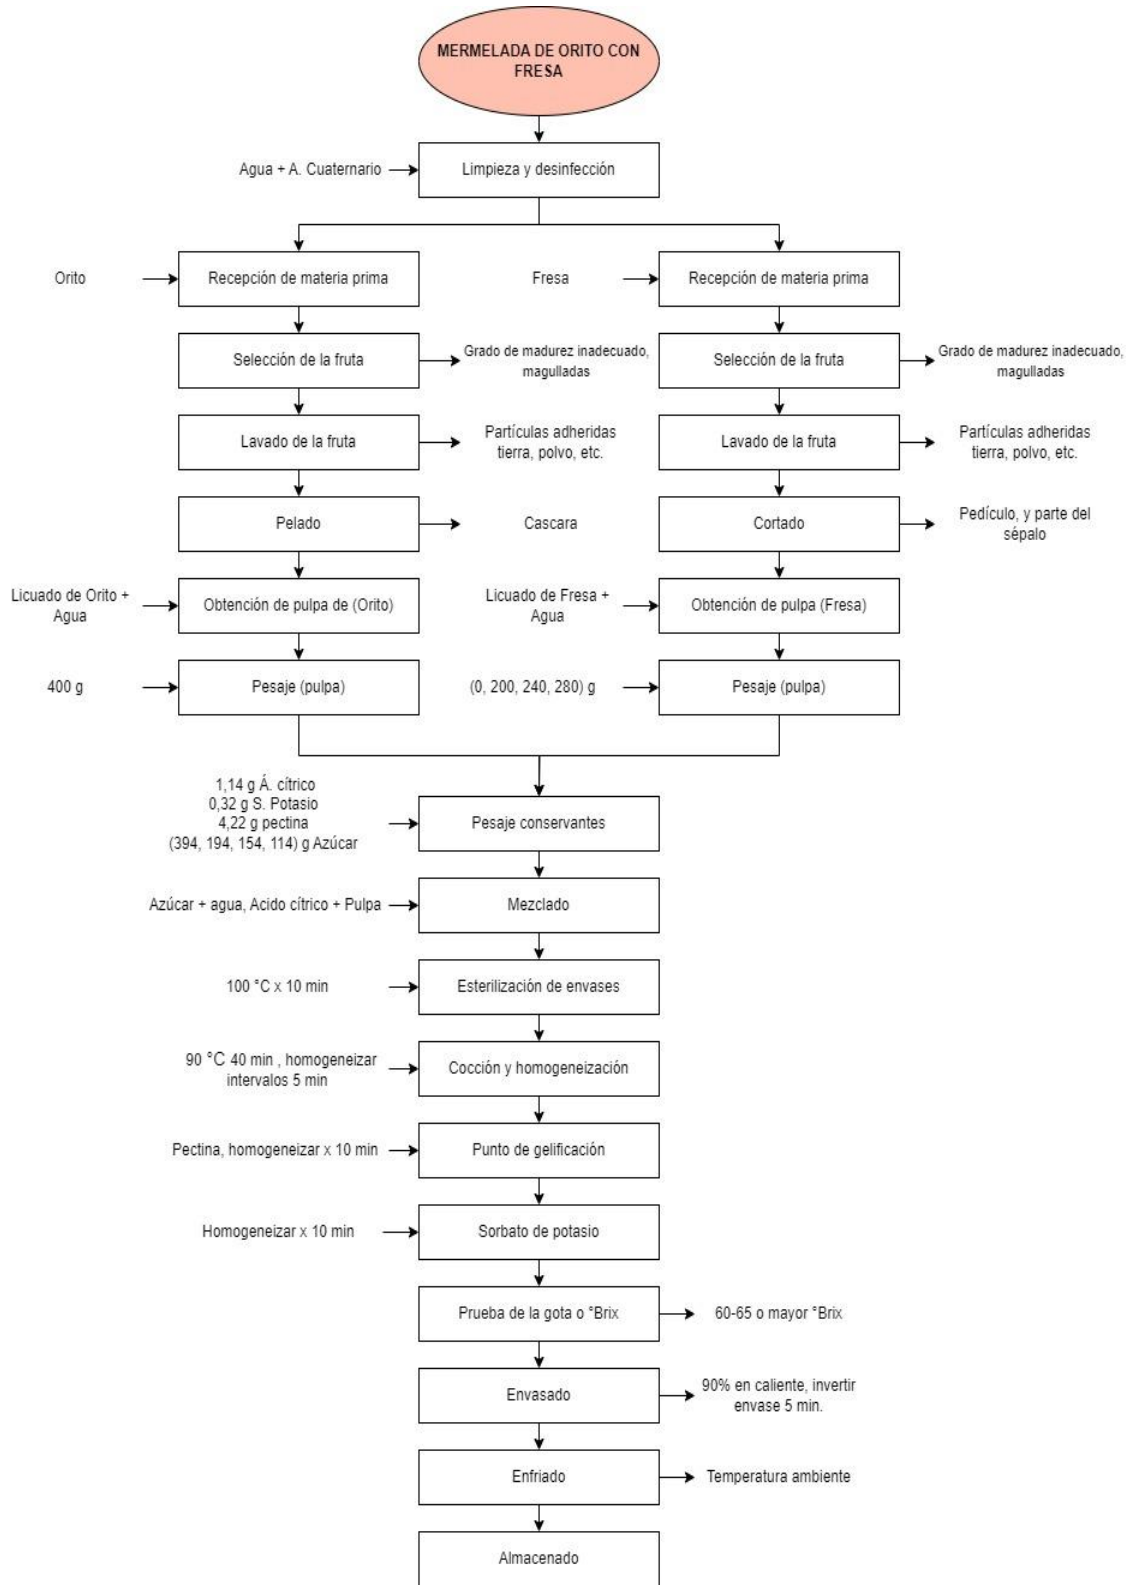 MERMELADA DE ORITO CON
FRESA
Agua + A. Cuaternario
Limpieza y desinfección
Orito
Recepción de materia prima
Fresa
Recepción de materia prima
Selección de la fruta
Grado de madurez inadecuado,
magulladas
Selección de la fruta
Grado de madurez inadecuado,
magulladas
Lavado de la fruta
Partículas adheridas
tierra, polvo, etc.
Lavado de la fruta
Partículas adheridas
tierra, polvo, etc.
Pelado
Cascara
Cortado
Pedículo, y parte del
sépalo
Licuado de Orito +
Agua
Obtención de pulpa de (Orito)
Licuado de Fresa +
Agua
Obtención de pulpa (Fresa)
400 g
Pesaje (pulpa)
(0, 200, 240, 280) g
Pesaje (pulpa)
1,14 g Á. cítrico
0,32 g S. Potasio
4,22 g pectina
(394, 194, 154, 114) g Azúcar
Pesaje conservantes
Azúcar + agua, Acido cítrico + Pulpa
Mezclado
100 °C x 10 min
Esterilización de envases
90 °C 40 min , homogeneizar
intervalos 5 min
Cocción y homogeneización
Pectina, homogeneizar x 10 min
Punto de gelificación
Homogeneizar x 10 min
Sorbato de potasio
Prueba de la gota o °Brix
60-65 o mayor °Brix
Envasado
90% en caliente, invertir
envase 5 min.
Enfriado
Temperatura ambiente
Almacenado